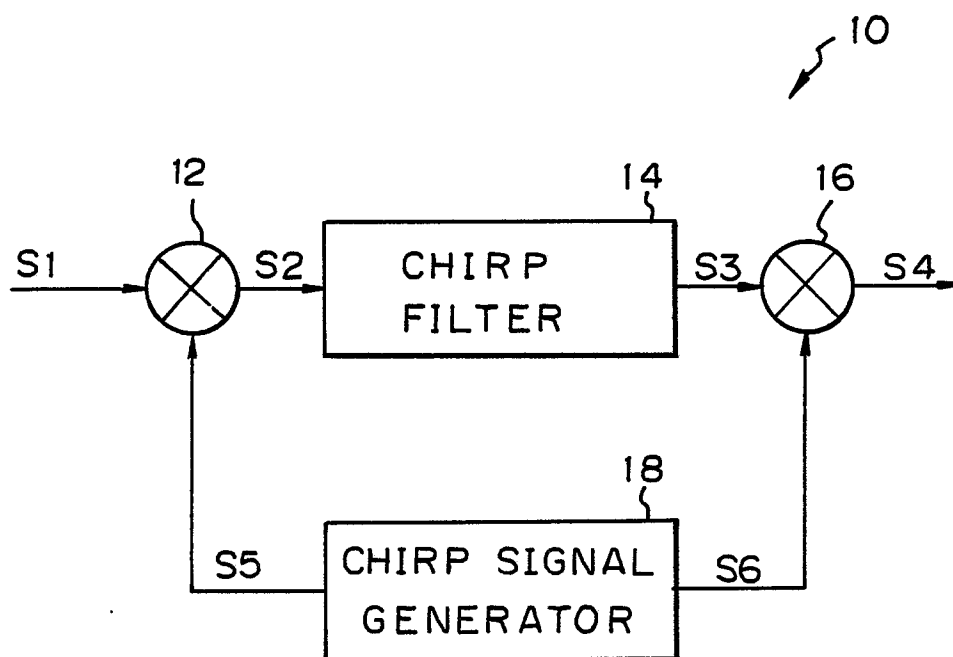 10
12
14
16
S1
S2
CHIRP
FILTER
S3
S4
18
S5
CHIRP SIGNAL
GENERATOR
S6